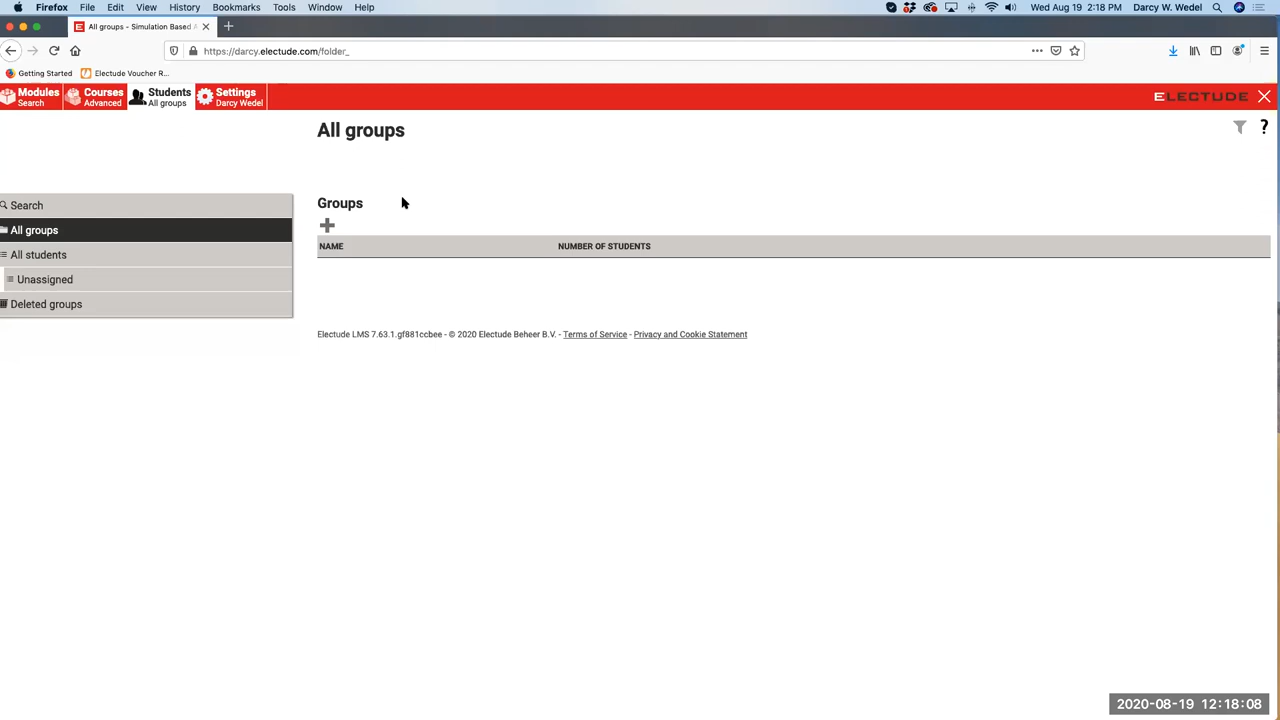 Firefox File Edit View History Bookmarks Tools Window Help Wed Aug 19 2:18 PM Darcy W. Wedel
All groups - Simulation Based A
https://darcy.electude.com/folder_
Getting Started Electude Voucher R...
Modules Courses Students Settings
Search Advanced All groups Darcy Wedel
ELECTUDE
All groups
?
Search
All groups
All students
Unassigned
Deleted groups
Groups
NAME NUMBER OF STUDENTS
Electude LMS 7.63.1.gf881ccbee - © 2020 Electude Beheer B.V. - Terms of Service - Privacy and Cookie Statement
2020-08-19 12:18:08